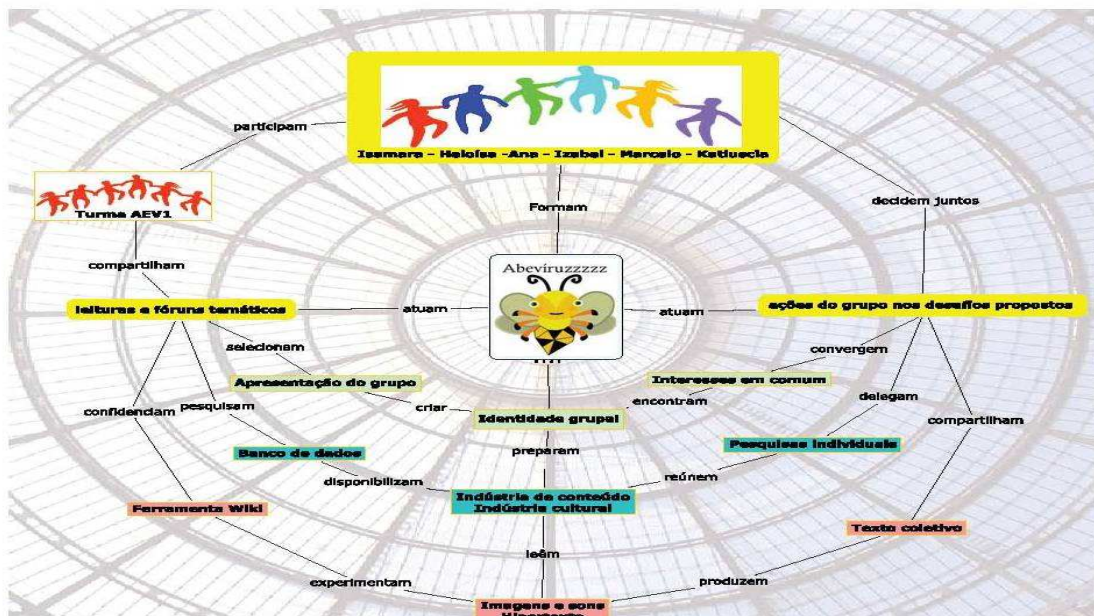 participam
Isamara - Heloísa -Ana - Izabel - Marcelo - Katiuscia
Turma AEV1
Formam
decidem juntos
compartilham
Abeviruzzzzz
leituras e fóruns temáticos
atuam
atuam
ações do grupo nos desafios propostos
selecionam
convergem
Apresentação do grupo
Interesses em comum
confidenciam
pesquisam
criar
Identidade grupal
encontram
delegam
compartilham
Banco de dados
preparam
Pesquisas individuais
disponibilizam
reúnem
Ferramenta Wiki
Indústria de conteúdo
Indústria cultural
Texto coletivo
leêm
experimentam
produzem
Imagens e sons